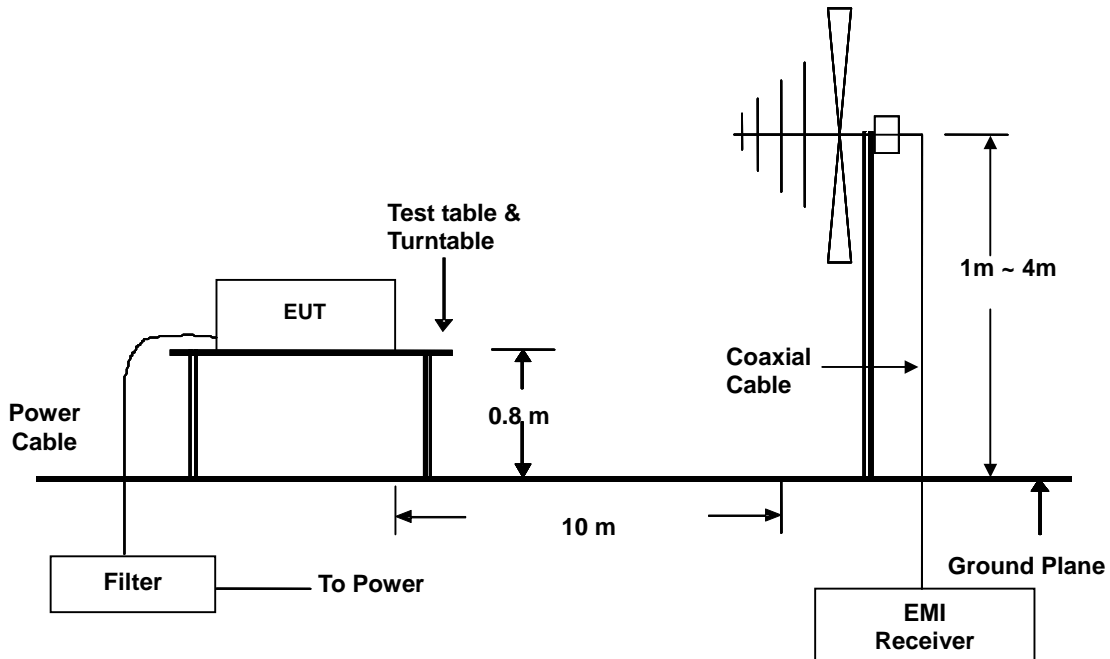 Test table &
Turntable
EUT
1m ~ 4m
Coaxial
Cable
0.8 m
Power
Cable
10 m
Ground Plane
Filter
To Power
EMI
Receiver